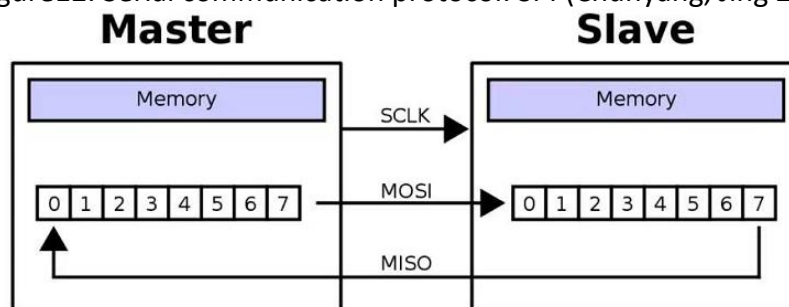 Master Slave
Memory Memory
SCLK
MOSI
0 1 2 3 4 5 6 7 0 1 2 3 4 5 6 7
MISO